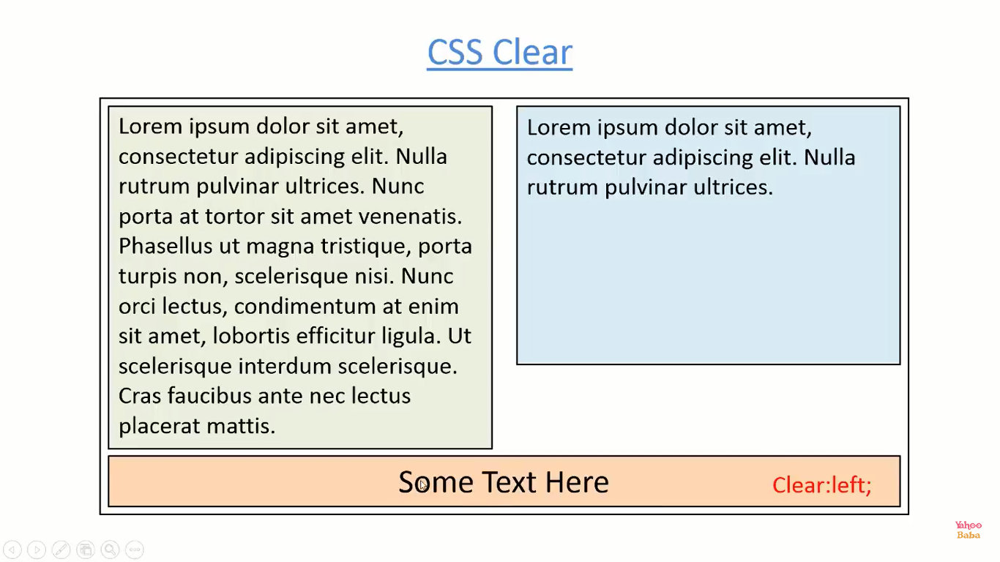 CSS Clear
Lorem ipsum dolor sit amet,
consectetur adipiscing elit. Nulla
rutrum pulvinar ultrices. Nunc
porta at tortor sit amet venenatis.
Phasellus ut magna tristique, porta
turpis non, scelerisque nisi. Nunc
orci lectus, condimentum at enim
sit amet, lobortis efficitur ligula. Ut
scelerisque interdum scelerisque.
Cras faucibus ante nec lectus
placerat mattis.
Lorem ipsum dolor sit amet,
consectetur adipiscing elit. Nulla
rutrum pulvinar ultrices.
Some Text Here
Clear:left;
Yahoo
Baba